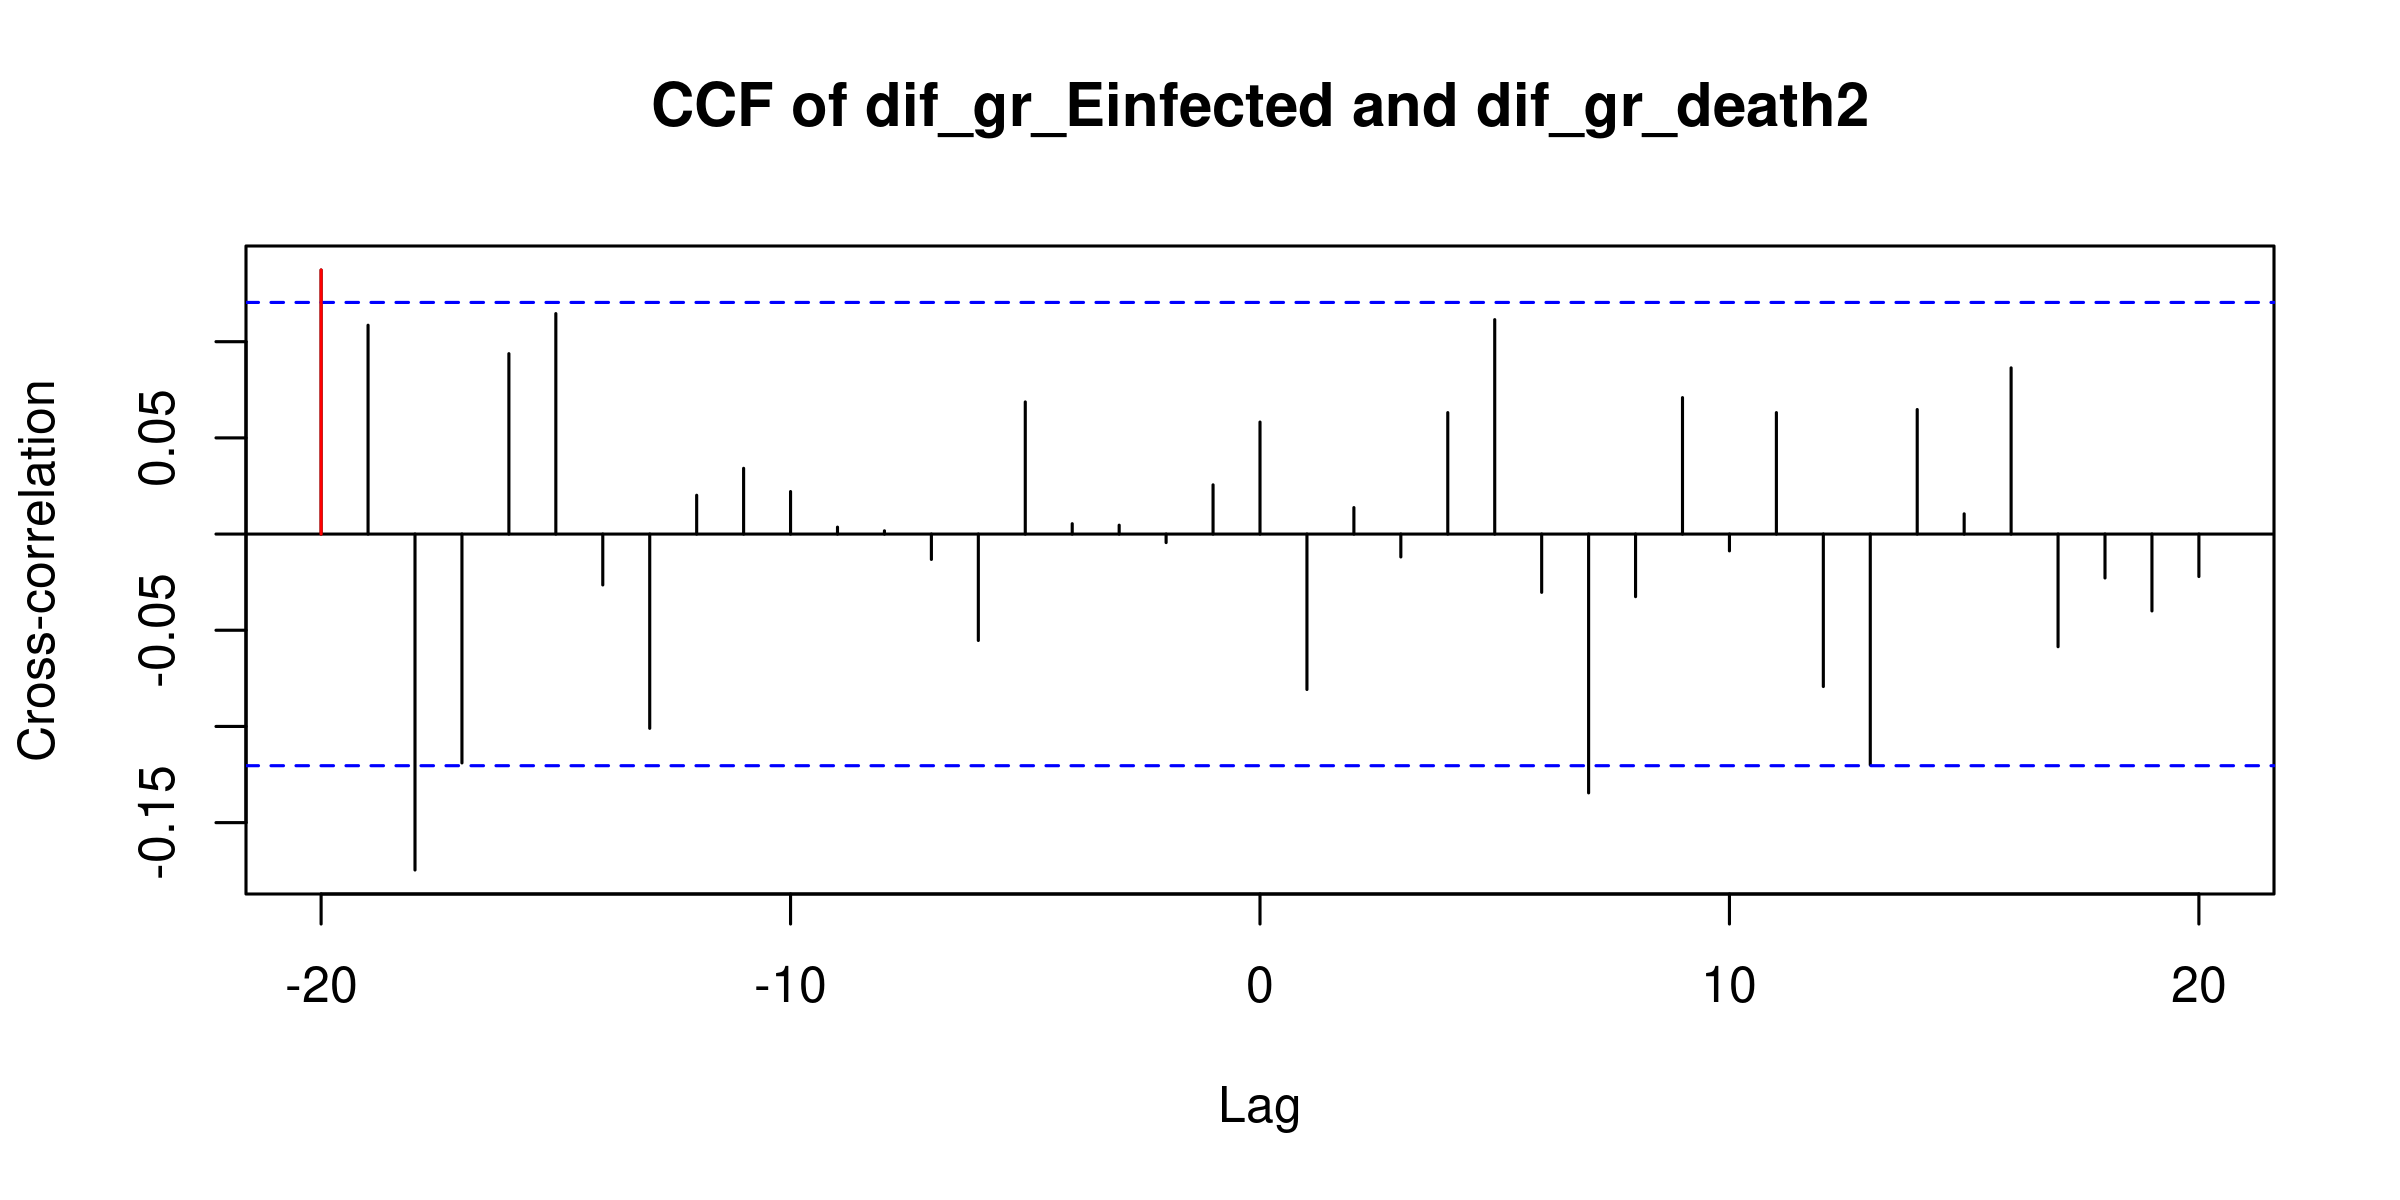 CCF of dif_gr_Einfected and dif_gr_death2
Cross-correlation
0.05
-0.05
-0.15
-20 -10 0 10 20
Lag